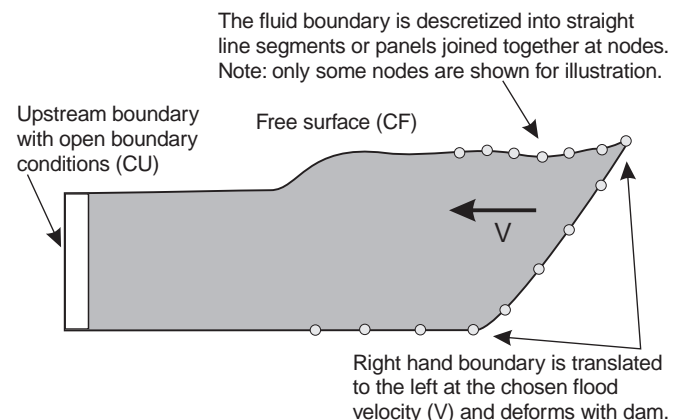 The fluid boundary is descretized into straight
line segments or panels joined together at nodes.
Note: only some nodes are shown for illustration.
Upstream boundary
with open boundary
conditions (CU)
Free surface (CF)
V
Right hand boundary is translated
to the left at the chosen flood
velocity (V) and deforms with dam.